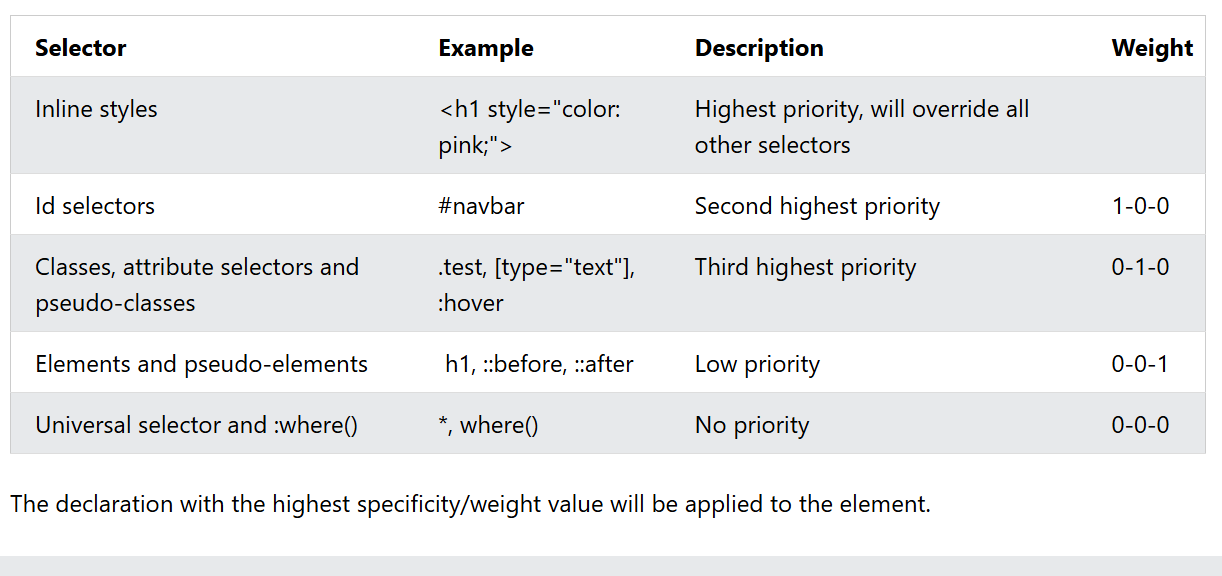 Selector Example Description Weight
Inline styles <h1 style="color: pink;"> Highest priority, will override all other selectors
Id selectors #navbar Second highest priority 1-0-0
Classes, attribute selectors and pseudo-classes .test, [type="text"], :hover Third highest priority 0-1-0
Elements and pseudo-elements h1, ::before, ::after Low priority 0-0-1
Universal selector and :where() *, where() No priority 0-0-0
The declaration with the highest specificity/weight value will be applied to the element.